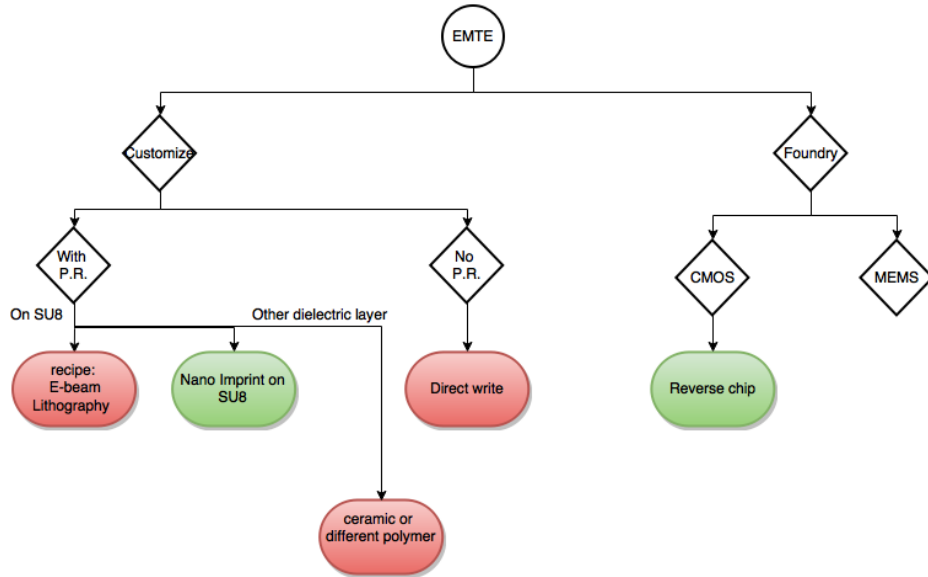 EMTE
Customize
Foundry
With
P.R.
No
P.R.
CMOS
MEMS
On SU8
Other dielectric layer
recipe:
E-beam
Lithography
Nano Imprint on
SU8
Direct write
Reverse chip
ceramic or
different polymer